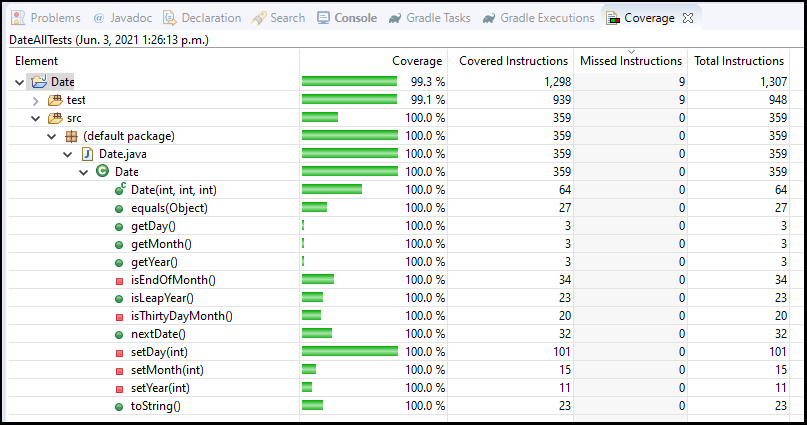 Problems @ Javadoc Declaration Search Console Gradle Tasks Gradle Executions Coverage
DateAllTests (Jun. 3, 2021 1:26:13 p.m.)
Element Coverage Covered Instructions Missed Instructions Total Instructions
Date 99.3 % 1,298 9 1,307
test 99.1 % 939 9 948
src 100.0 % 359 0 359
(default package) 100.0 % 359 0 359
Date.java 100.0 % 359 0 359
Date 100.0 % 359 0 359
Date(int, int, int) 100.0 % 64 0 64
equals(Object) 100.0 % 27 0 27
getDay() 100.0 % 3 0 3
getMonth() 100.0 % 3 0 3
getYear() 100.0 % 3 0 3
isEndOfMonth() 100.0 % 34 0 34
isLeapYear() 100.0 % 23 0 23
isThirtyDayMonth() 100.0 % 20 0 20
nextDate() 100.0 % 32 0 32
setDay(int) 100.0 % 101 0 101
setMonth(int) 100.0 % 15 0 15
setYear(int) 100.0 % 11 0 11
toString() 100.0 % 23 0 23